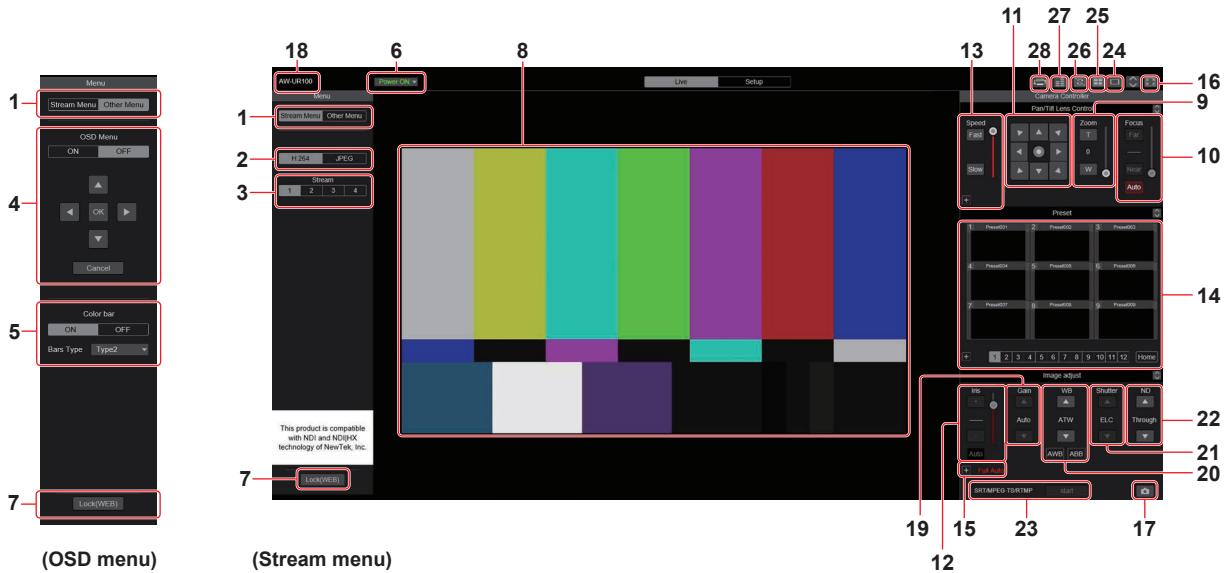 18 6 8 13 11 27 25
28 26 24
16
9
10
14
19
12
15
23
20
21
22
17
Menu
1
Stream Menu Other Menu
OSD Menu
ON OFF
4
OK
Cancel
Color bar
5
ON OFF
Bars Type Type2
7
Lock(WEB)
(OSD menu)
AW-UR100
Power ON
Live Setup
Menu
1
Stream Menu Other Menu
2
H.264 JPEG
3
Stream
1 2 3 4
This product is compatible
with NDI and NDI|HX
technology of NewTek, Inc.
7
Lock(WEB)
(Stream menu)
Camera Controller
Pan/Tilt Lens Control
Speed Zoom Focus
Fast T Far
0
Slow W Near
Auto
+
Preset
1 Preset001 2 Preset002 3 Preset003
4 Preset004 5 Preset005 6 Preset006
7 Preset007 8 Preset008 9 Preset009
+ 1 2 3 4 5 6 7 8 9 10 11 12 Home
Image adjust
Iris Gain WB Shutter ND
Auto ATW ELC Through
Auto AWB ABB
+ Full Auto
SRT/MPEG-TS/RTMP start